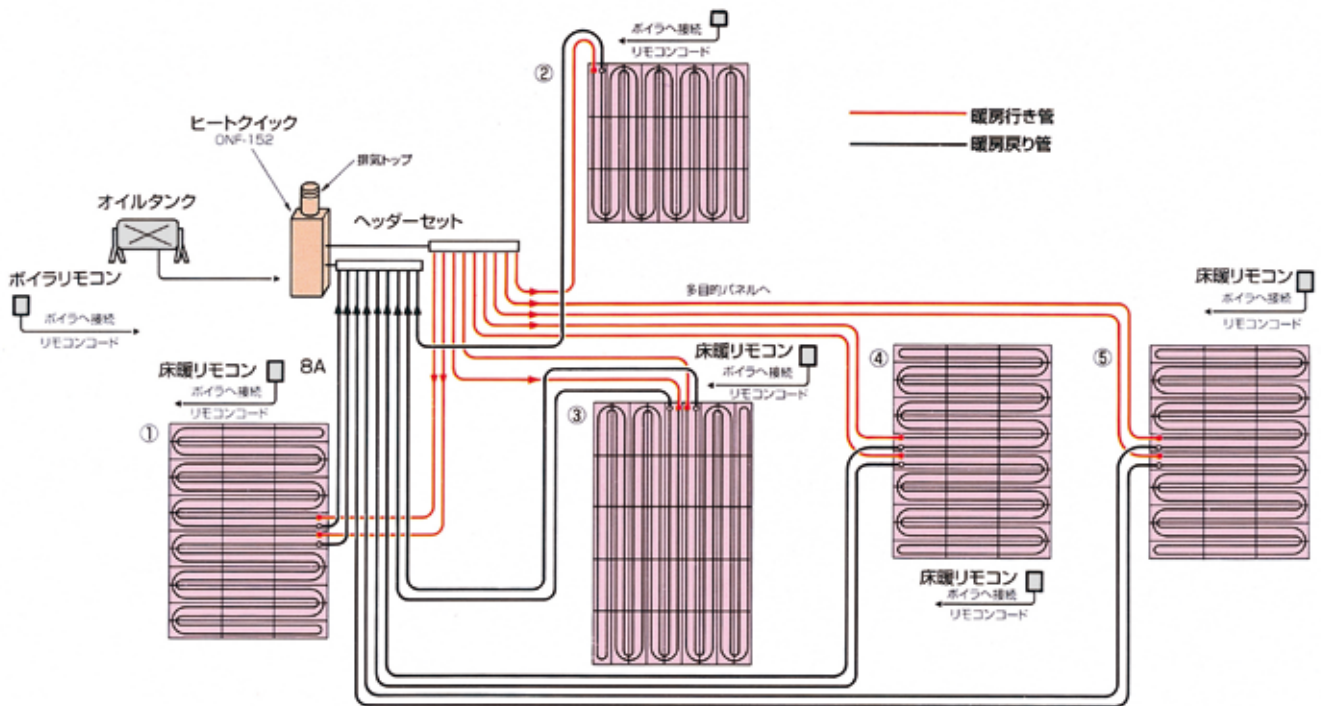 ボイラへ接続
リモコンコード
②
暖房行き管
暖房戻り管
ヒートクイック
ONF-152
排気トップ
オイルタンク
ヘッダーセット
ボイラリモコン
ボイラへ接続
リモコンコード
多目的パネルへ
床暖リモコン
ボイラへ接続
リモコンコード
床暖リモコン
8A
ボイラへ接続
リモコンコード
①
床暖リモコン
ボイラへ接続
リモコンコード
③
④
⑤
床暖リモコン
ボイラへ接続
リモコンコード